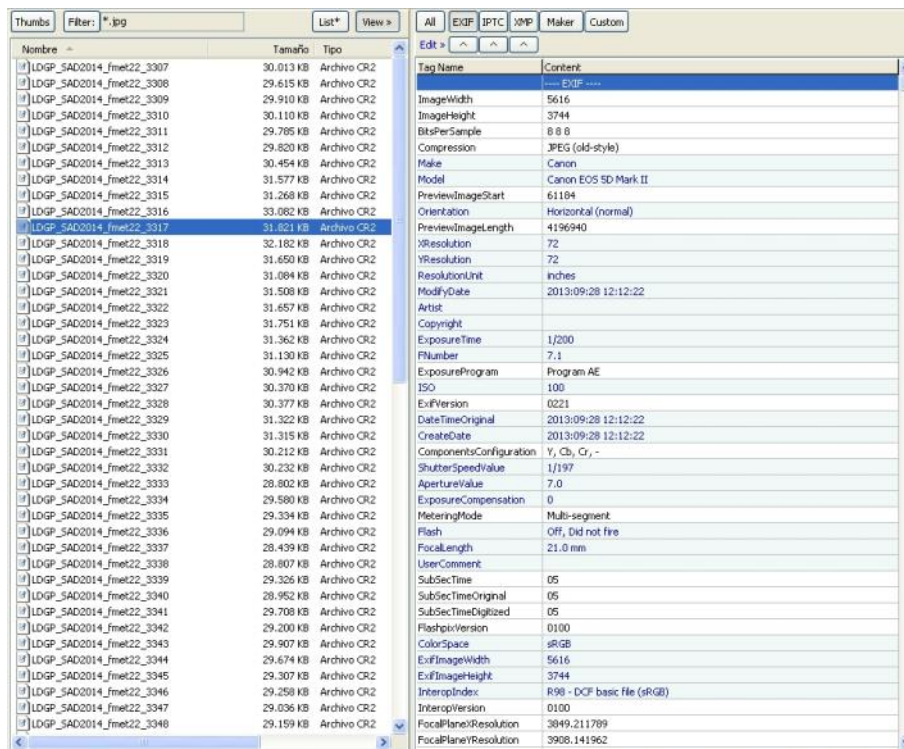 Thumbs Filter: *.jpg List* View »
Nombre Tamaño Tipo
LDGP_SAD2014_fmet22_3307 30.013 KB Archivo CR2
LDGP_SAD2014_fmet22_3308 29.615 KB Archivo CR2
LDGP_SAD2014_fmet22_3309 29.910 KB Archivo CR2
LDGP_SAD2014_fmet22_3310 30.110 KB Archivo CR2
LDGP_SAD2014_fmet22_3311 29.785 KB Archivo CR2
LDGP_SAD2014_fmet22_3312 29.820 KB Archivo CR2
LDGP_SAD2014_fmet22_3313 30.454 KB Archivo CR2
LDGP_SAD2014_fmet22_3314 31.577 KB Archivo CR2
LDGP_SAD2014_fmet22_3315 31.268 KB Archivo CR2
LDGP_SAD2014_fmet22_3316 33.082 KB Archivo CR2
LDGP_SAD2014_fmet22_3317 31.821 KB Archivo CR2
LDGP_SAD2014_fmet22_3318 32.182 KB Archivo CR2
LDGP_SAD2014_fmet22_3319 31.650 KB Archivo CR2
LDGP_SAD2014_fmet22_3320 31.084 KB Archivo CR2
LDGP_SAD2014_fmet22_3321 31.508 KB Archivo CR2
LDGP_SAD2014_fmet22_3322 31.657 KB Archivo CR2
LDGP_SAD2014_fmet22_3323 31.751 KB Archivo CR2
LDGP_SAD2014_fmet22_3324 31.362 KB Archivo CR2
LDGP_SAD2014_fmet22_3325 31.130 KB Archivo CR2
LDGP_SAD2014_fmet22_3326 30.942 KB Archivo CR2
LDGP_SAD2014_fmet22_3327 30.370 KB Archivo CR2
LDGP_SAD2014_fmet22_3328 30.377 KB Archivo CR2
LDGP_SAD2014_fmet22_3329 31.322 KB Archivo CR2
LDGP_SAD2014_fmet22_3330 31.315 KB Archivo CR2
LDGP_SAD2014_fmet22_3331 30.212 KB Archivo CR2
LDGP_SAD2014_fmet22_3332 30.232 KB Archivo CR2
LDGP_SAD2014_fmet22_3333 28.802 KB Archivo CR2
LDGP_SAD2014_fmet22_3334 29.580 KB Archivo CR2
LDGP_SAD2014_fmet22_3335 29.334 KB Archivo CR2
LDGP_SAD2014_fmet22_3336 29.094 KB Archivo CR2
LDGP_SAD2014_fmet22_3337 28.439 KB Archivo CR2
LDGP_SAD2014_fmet22_3338 28.807 KB Archivo CR2
LDGP_SAD2014_fmet22_3339 29.326 KB Archivo CR2
LDGP_SAD2014_fmet22_3340 28.952 KB Archivo CR2
LDGP_SAD2014_fmet22_3341 29.708 KB Archivo CR2
LDGP_SAD2014_fmet22_3342 29.200 KB Archivo CR2
LDGP_SAD2014_fmet22_3343 29.907 KB Archivo CR2
LDGP_SAD2014_fmet22_3344 29.674 KB Archivo CR2
LDGP_SAD2014_fmet22_3345 29.307 KB Archivo CR2
LDGP_SAD2014_fmet22_3346 29.258 KB Archivo CR2
LDGP_SAD2014_fmet22_3347 29.036 KB Archivo CR2
LDGP_SAD2014_fmet22_3348 29.159 KB Archivo CR2
All EXIF IPTC XMP Maker Custom
Edit » ^ ^ ^
Tag Name Content
---- EXIF ----
ImageWidth 5616
ImageHeight 3744
BitsPerSample 8 8 8
Compression JPEG (old-style)
Make Canon
Model Canon EOS 5D Mark II
PreviewImageStart 61184
Orientation Horizontal (normal)
PreviewImageLength 4196940
XResolution 72
YResolution 72
ResolutionUnit inches
ModifyDate 2013:09:28 12:12:22
Artist
Copyright
ExposureTime 1/200
FNumber 7.1
ExposureProgram Program AE
ISO 100
ExifVersion 0221
DateTimeOriginal 2013:09:28 12:12:22
CreateDate 2013:09:28 12:12:22
ComponentsConfiguration Y, Cb, Cr, -
ShutterSpeedValue 1/197
ApertureValue 7.0
ExposureCompensation 0
MeteringMode Multi-segment
Flash Off, Did not fire
FocalLength 21.0 mm
UserComment
SubSecTime 05
SubSecTimeOriginal 05
SubSecTimeDigitized 05
FlashpixVersion 0100
ColorSpace sRGB
ExifImageWidth 5616
ExifImageHeight 3744
InteropIndex R98 - DCF basic file (sRGB)
InteropVersion 0100
FocalPlaneXResolution 3849.211789
FocalPlaneYResolution 3908.141962